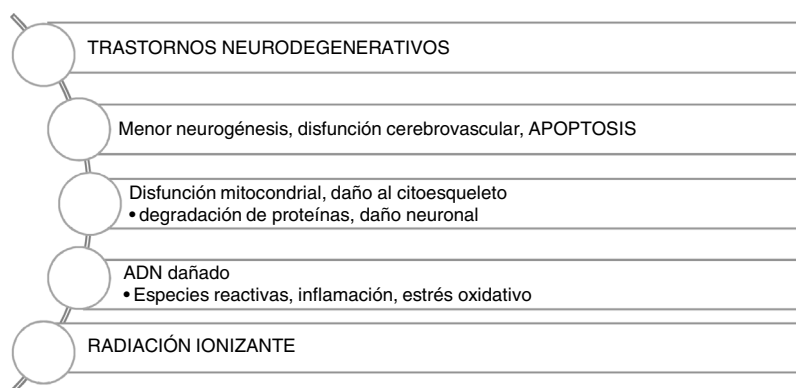 TRASTORNOS NEURODEGENERATIVOS
Menor neurogénesis, disfunción cerebrovascular, APOPTOSIS
Disfunción mitocondrial, daño al citoesqueleto
• degradación de proteínas, daño neuronal
ADN dañado
• Especies reactivas, inflamación, estrés oxidativo
RADIACIÓN IONIZANTE